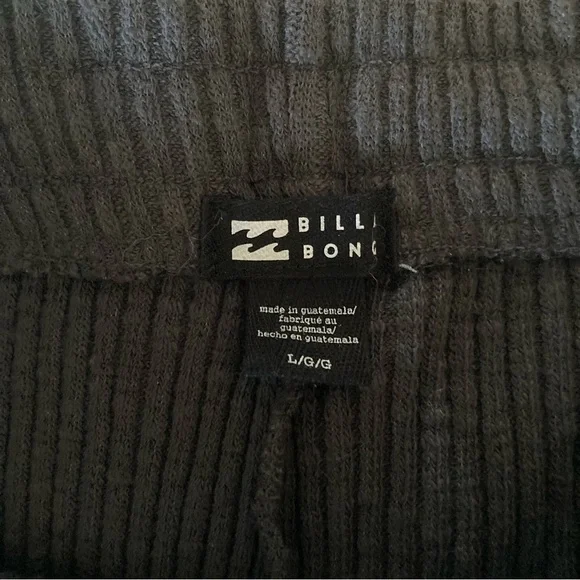 BILLA
BONG
made in guatemala/
fabriqué au
guatemala/
hecho en guatemala
L/G/G